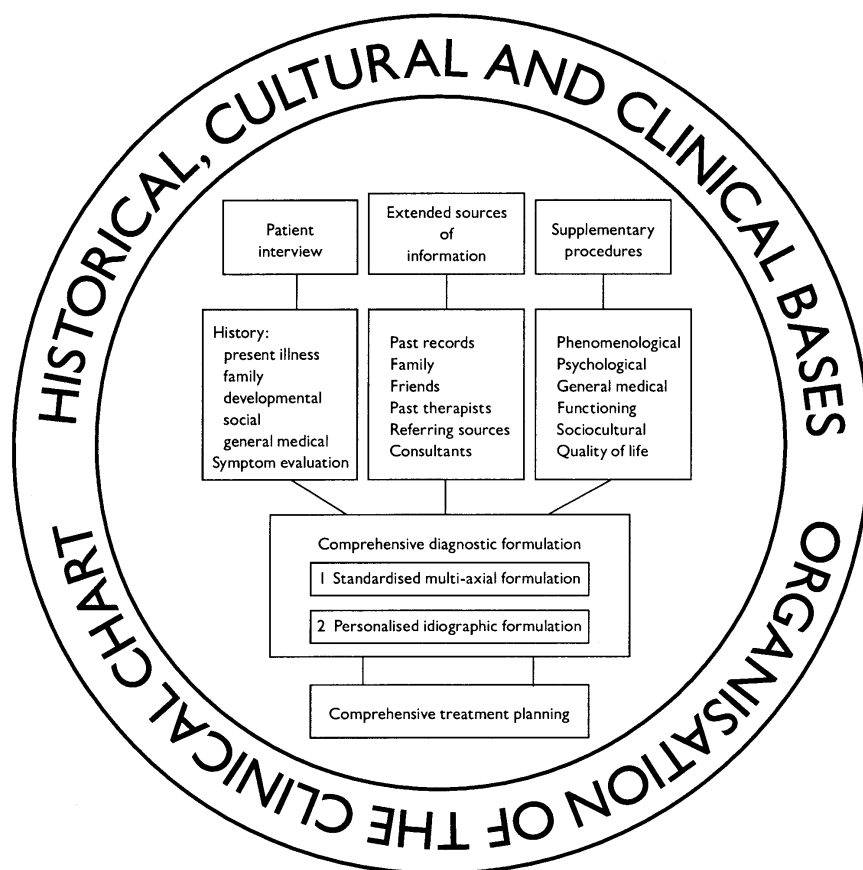 HISTORICAL, CULTURAL AND CLINICAL BASES
Patient
interview
Extended sources
of
information
Supplementary
procedures
History:
present illness
family
developmental
social
general medical
Symptom evaluation
Past records
Family
Friends
Past therapists
Referring sources
Consultants
Phenomenological
Psychological
General medical
Functioning
Sociocultural
Quality of life
Comprehensive diagnostic formulation
1 Standardised multi-axial formulation
2 Personalised idiographic formulation
Comprehensive treatment planning
ORGANISATION OF THE CLINICAL CHART